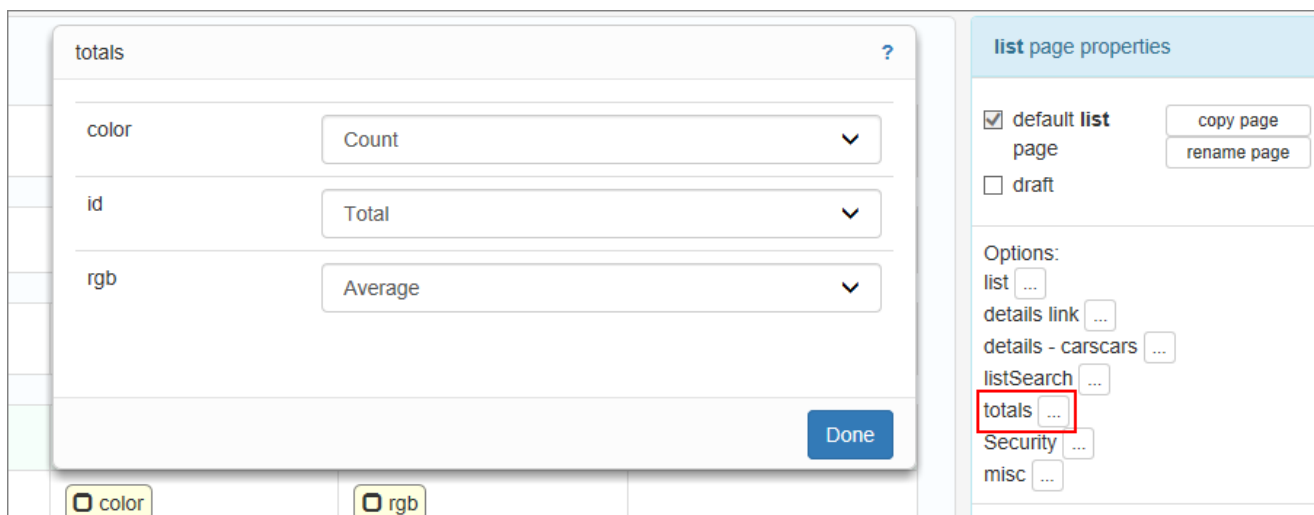 totals ?
color Count
id Total
rgb Average
Done
color rgb
list page properties
default list copy page
page rename page
draft
Options:
list ...
details link ...
details - carscars ...
listSearch ...
totals ...
Security ...
misc ...